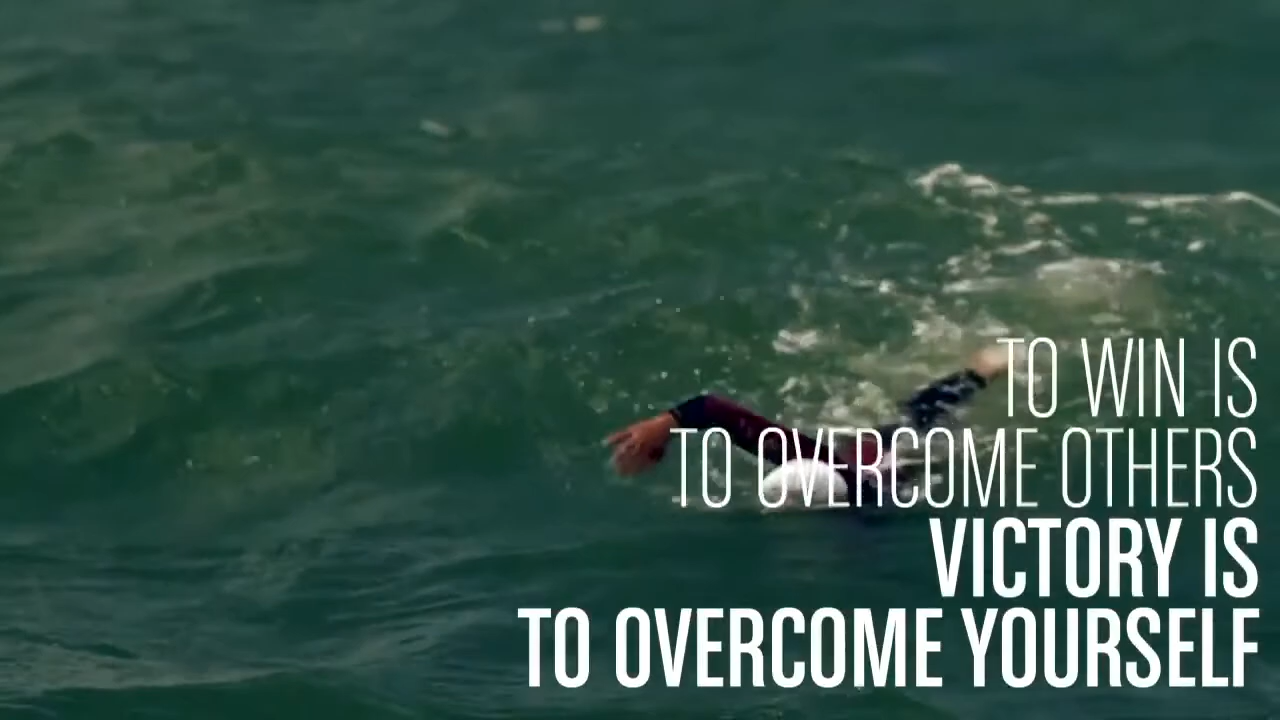 TO WIN IS
TO OVERCOME OTHERS
VICTORY IS
TO OVERCOME YOURSELF